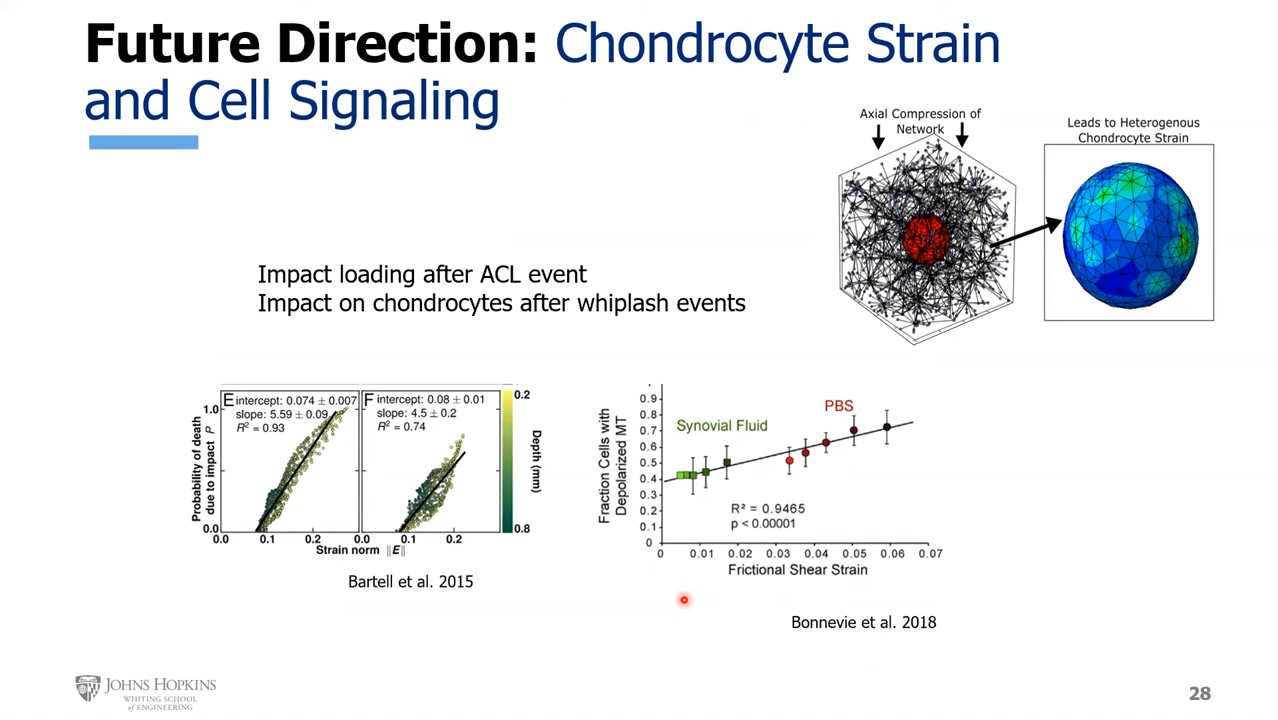 Future Direction: Chondrocyte Strain
and Cell Signaling
Axial Compression of
Network
Leads to Heterogenous
Chondrocyte Strain
Impact loading after ACL event
Impact on chondrocytes after whiplash events
E intercept: 0.074 ± 0.007
slope: 5.59 ± 0.09
R² = 0.93
F intercept: 0.08 ± 0.01
slope: 4.5 ± 0.2
R² = 0.74
Probability of death
due to impact P
1.0
0.0
0.0 0.1 0.2 0.0 0.1 0.2
Strain norm ||E||
0.2
Depth (mm)
0.8
Bartell et al. 2015
Fraction Cells with
Depolarized MT
0.9
0.8
0.7
0.6
0.5
0.4
0.3
0.2
0.1
0
Synovial Fluid
PBS
R² = 0.9465
p < 0.00001
0 0.01 0.02 0.03 0.04 0.05 0.06 0.07
Frictional Shear Strain
Bonnevie et al. 2018
JOHNS HOPKINS
WHITING SCHOOL
of ENGINEERING
28